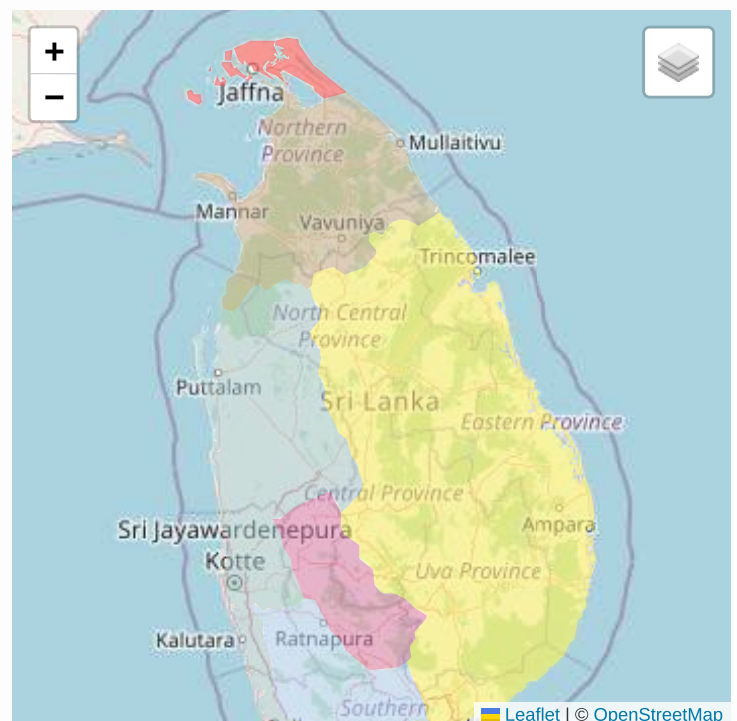 +
−
Jaffna
Northern
Province
Mullaitivu
Mannar
Vavuniya
Trincomalee
North Central
Province
Puttalam
Sri Lanka
Eastern Province
Central Province
Sri Jayawardenepura
Kotte
Ampara
Uva Province
Kalutara
Ratnapura
Southern
Leaflet | © OpenStreetMap